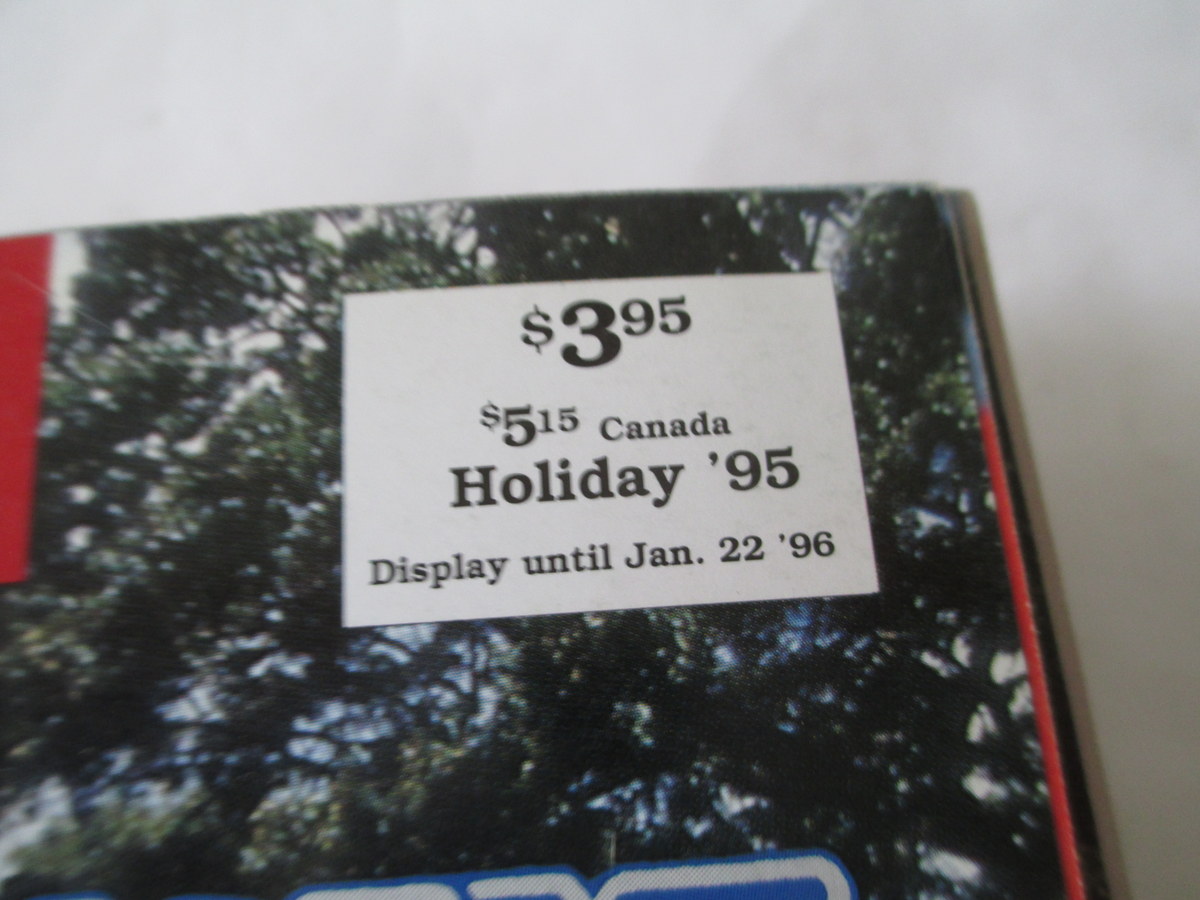 $3 95
$5 15 Canada
Holiday '95
Display until Jan. 22 '96